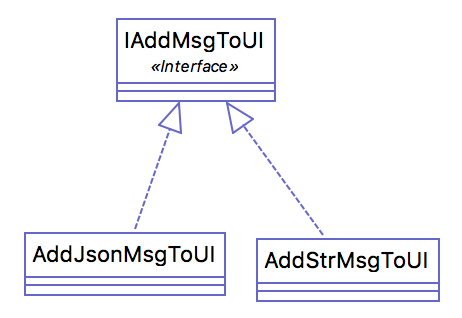 IAddMsgToUI
«Interface»
AddJsonMsgToUI
AddStrMsgToUI